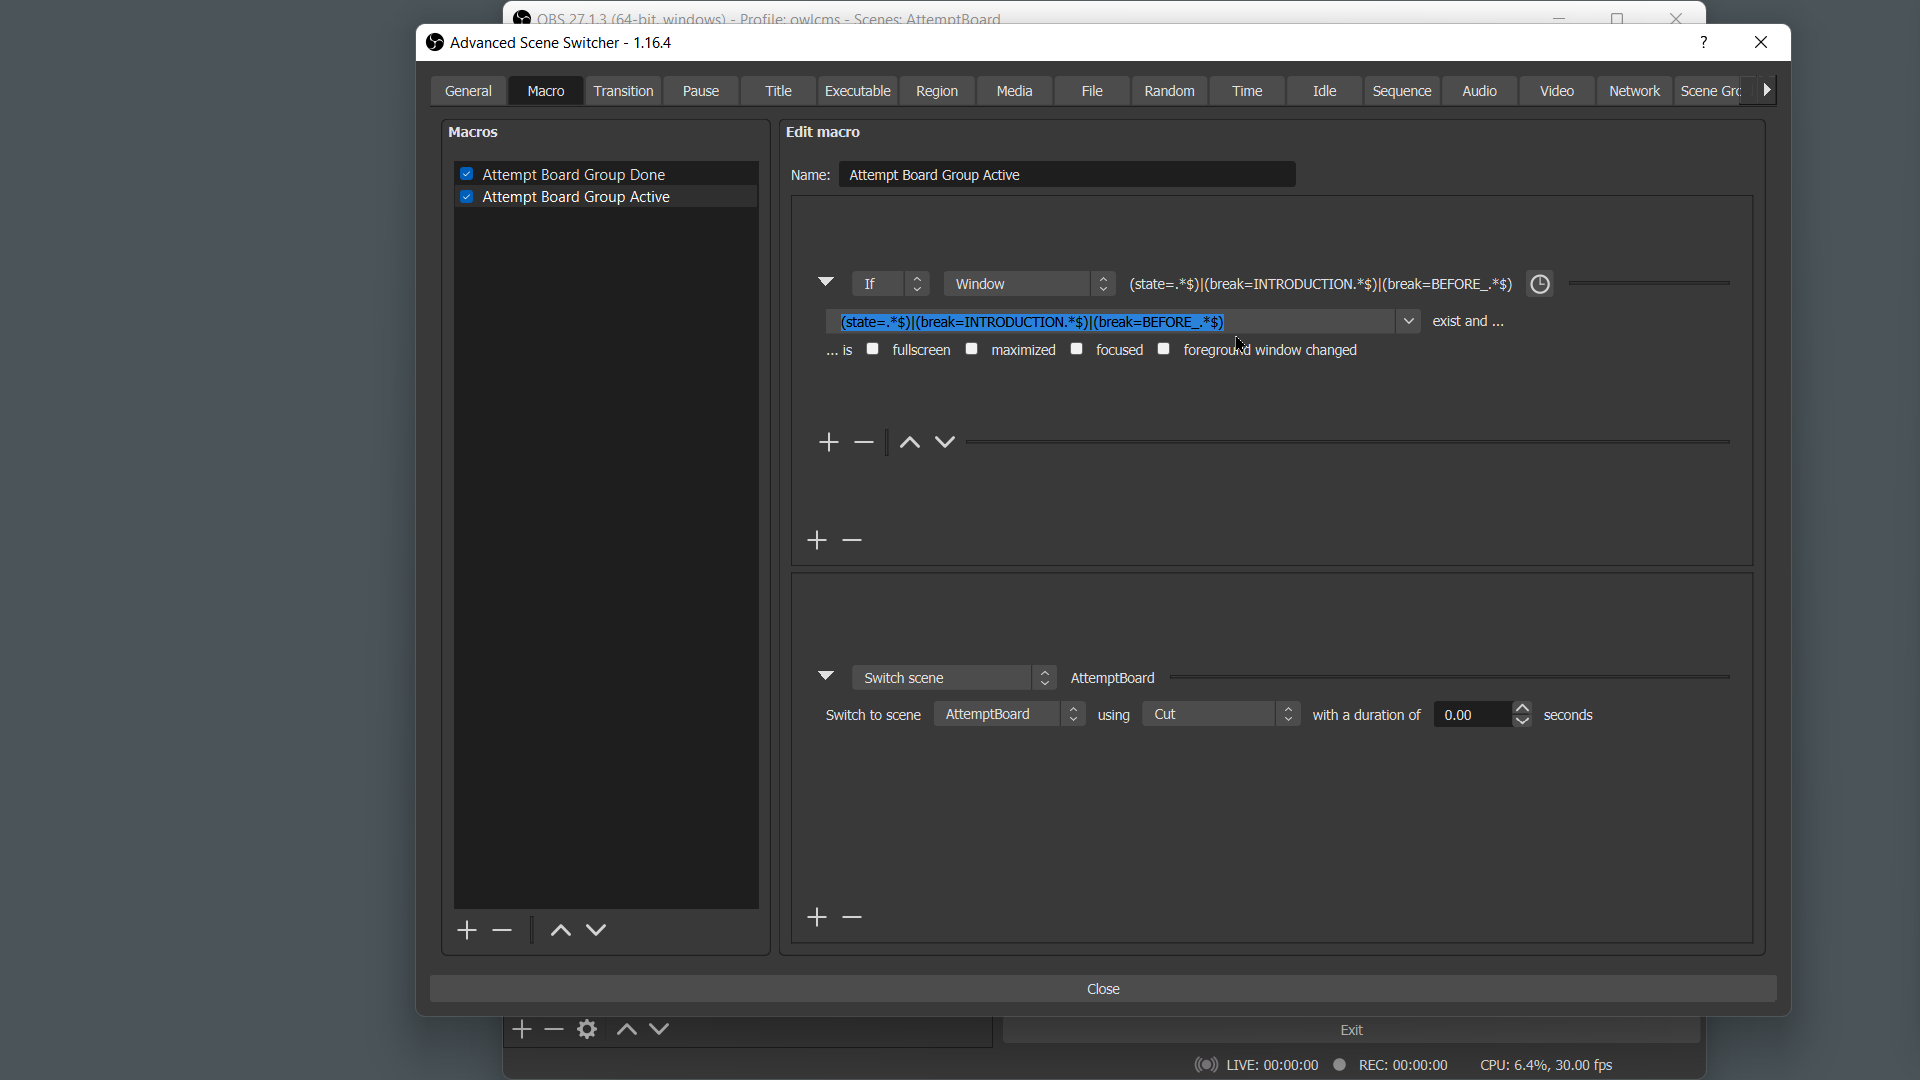 OBS 27.1.3 (64-bit, windows) - Profile: owlcms - Scenes: AttemptBoard
Advanced Scene Switcher - 1.16.4
?
General Macro Transition Pause Title Executable Region Media File Random Time Idle Sequence Audio Video Network Scene Gro
Macros
Attempt Board Group Done
Attempt Board Group Active
Edit macro
Name: Attempt Board Group Active
If Window (state=.*$)|(break=INTRODUCTION.*$)|(break=BEFORE_.*$)
(state=.*$)|(break=INTRODUCTION.*$)|(break=BEFORE_.*$) exist and ...
... is fullscreen maximized focused foreground window changed
Switch scene AttemptBoard
Switch to scene AttemptBoard using Cut with a duration of 0.00 seconds
Close
Exit
LIVE: 00:00:00 REC: 00:00:00 CPU: 6.4%, 30.00 fps